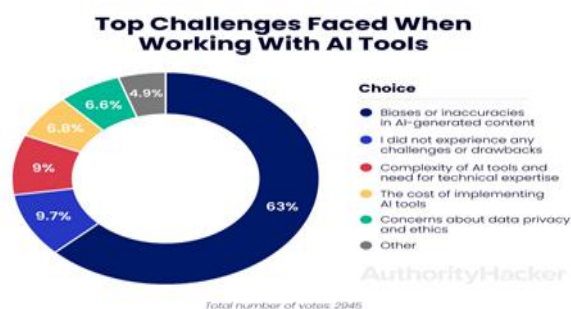 Top Challenges Faced When
Working With AI Tools
4.9%
6.6%
6.8%
9%
9.7%
63%
Choice
Biases or inaccuracies
in AI-generated content
I did not experience any
challenges or drawbacks
Complexity of AI tools and
need for technical expertise
The cost of implementing
AI tools
Concerns about data privacy
and ethics
Other
AuthorityHacker
Total number of votes: 2945